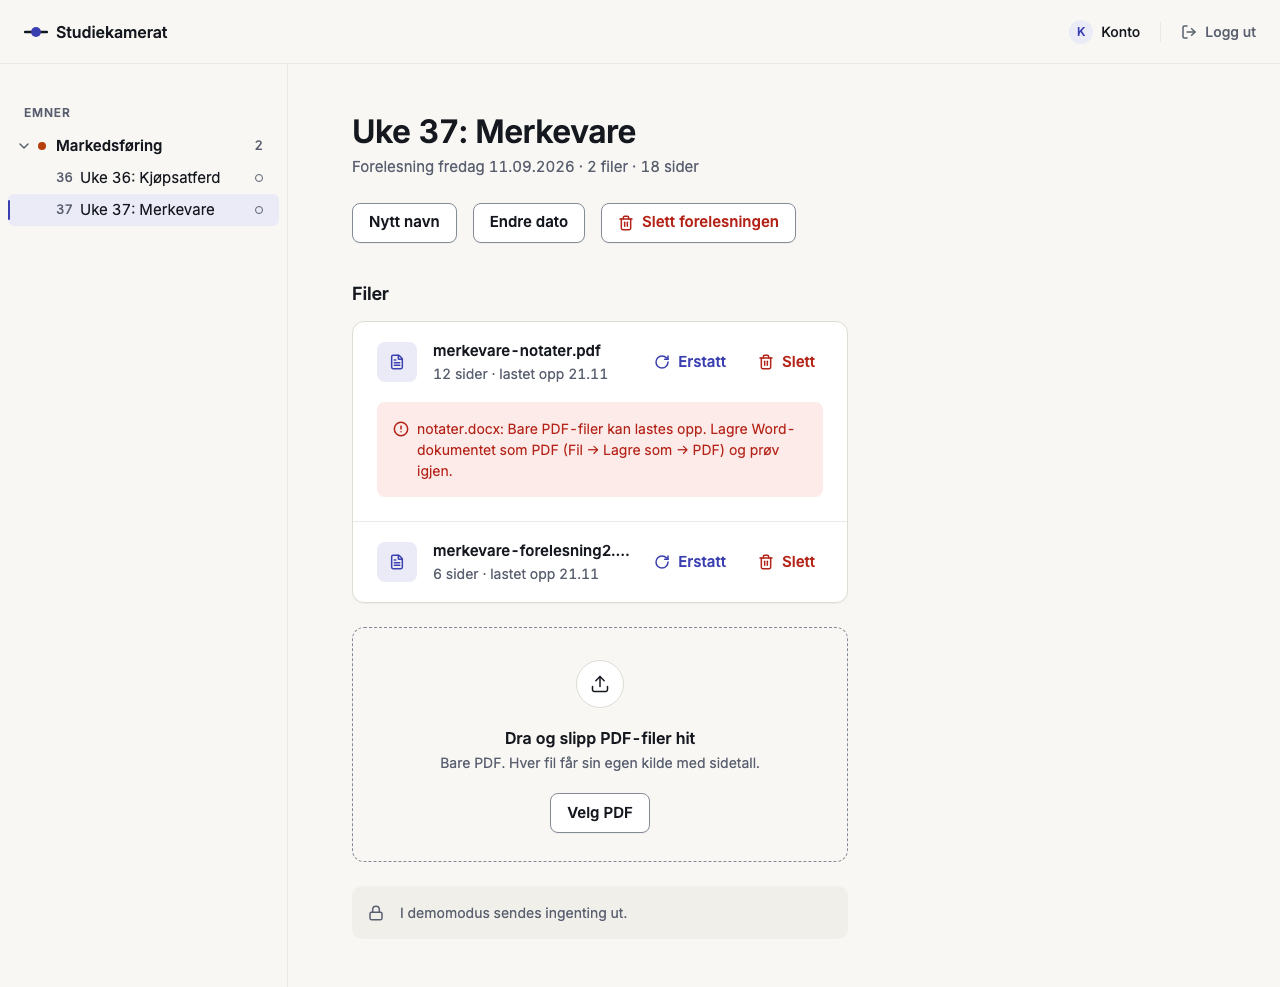 Studiekamerat
K Konto
Logg ut
EMNER
Markedsføring 2
36 Uke 36: Kjøpsatferd
37 Uke 37: Merkevare
Uke 37: Merkevare
Forelesning fredag 11.09.2026 · 2 filer · 18 sider
Nytt navn
Endre dato
Slett forelesningen
Filer
merkevare-notater.pdf
12 sider · lastet opp 21.11
Erstatt
Slett
notater.docx: Bare PDF-filer kan lastes opp. Lagre Word-
dokumentet som PDF (Fil → Lagre som → PDF) og prøv
igjen.
merkevare-forelesning2....
6 sider · lastet opp 21.11
Erstatt
Slett
Dra og slipp PDF-filer hit
Bare PDF. Hver fil får sin egen kilde med sidetall.
Velg PDF
I demomodus sendes ingenting ut.